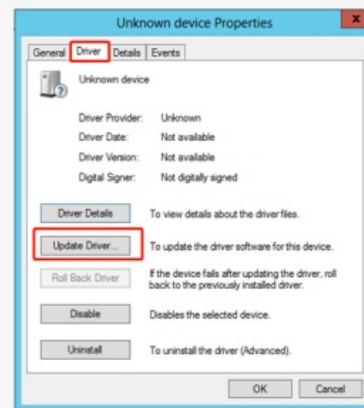 Unknown device Properties
x
General Driver Details Events
Unknown device
Driver Provider: Unknown
Driver Date: Not available
Driver Version: Not available
Digital Signer: Not digitally signed
Driver Details To view details about the driver files.
Update Driver... To update the driver software for this device.
Roll Back Driver If the device fails after updating the driver, roll
back to the previously installed driver.
Disable Disables the selected device.
Uninstall To uninstall the driver (Advanced).
OK Cancel